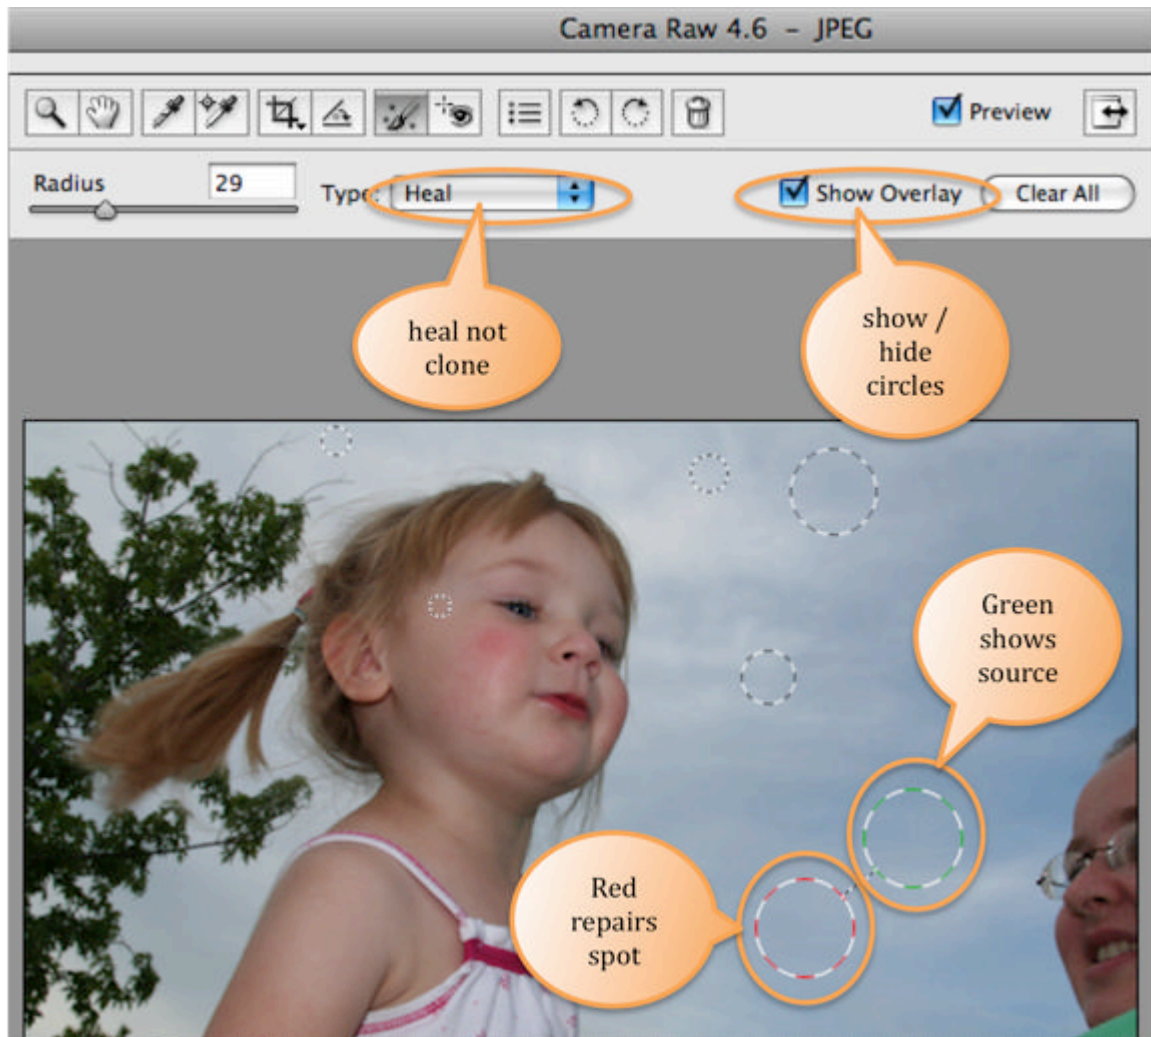 Camera Raw 4.6 – JPEG
Preview
Radius 29 Type: Heal Show Overlay Clear All
heal not
clone
show /
hide
circles
Green
shows
source
Red
repairs
spot